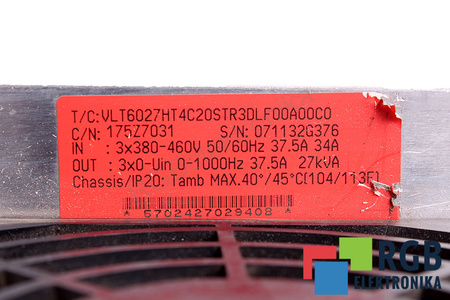 T/C:VLT6027HT4C20STR3DLF00A00C0
C/N: 175Z7031 S/N: 071132G376
IN : 3x380-460V 50/60Hz 37.5A 34A
OUT : 3x0-Uin 0-1000Hz 37.5A 27kVA
Chassis/IP20: Tamb MAX.40°/45°C(104/113F)
* 5702427029408 *
RGB
ELEKTRONIKA